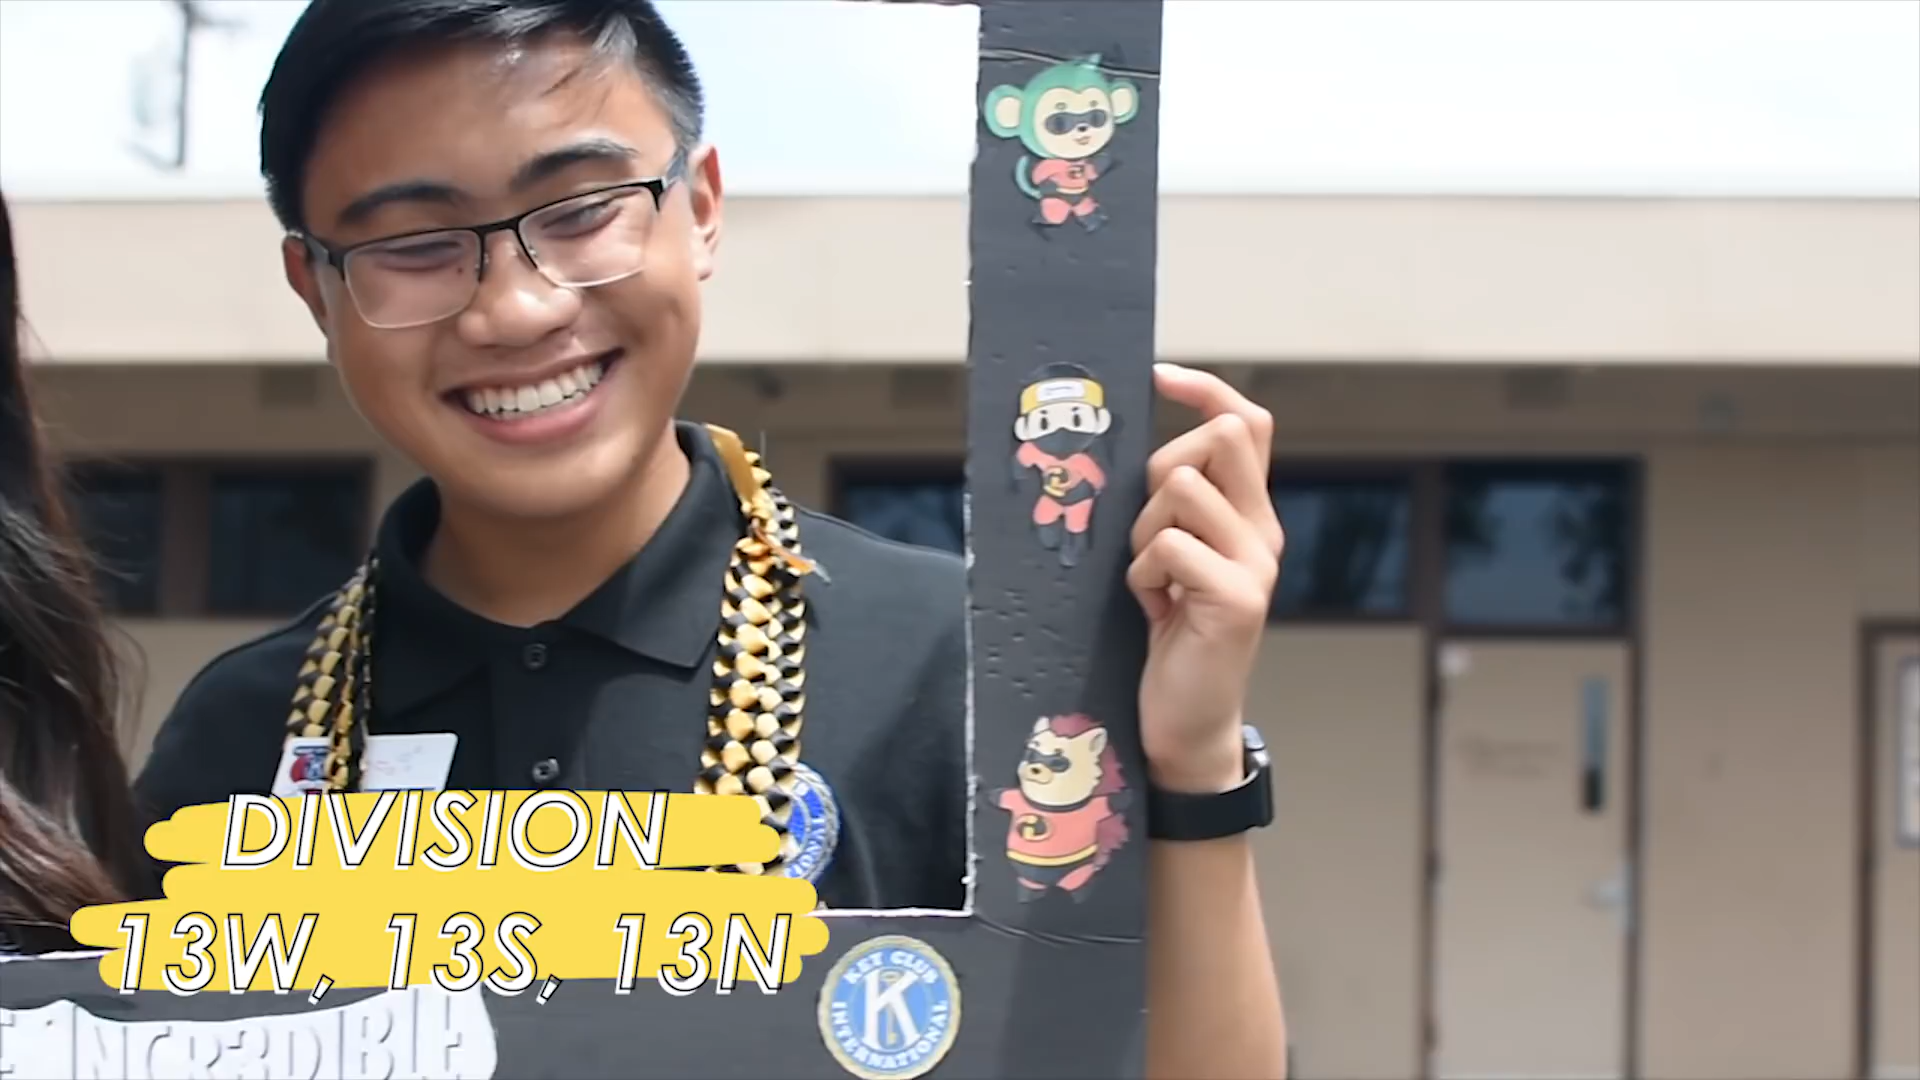 DIVISION
13W, 13S, 13N
KEY CLUB
K
INTERNATIONAL
E INCR3DIBLE